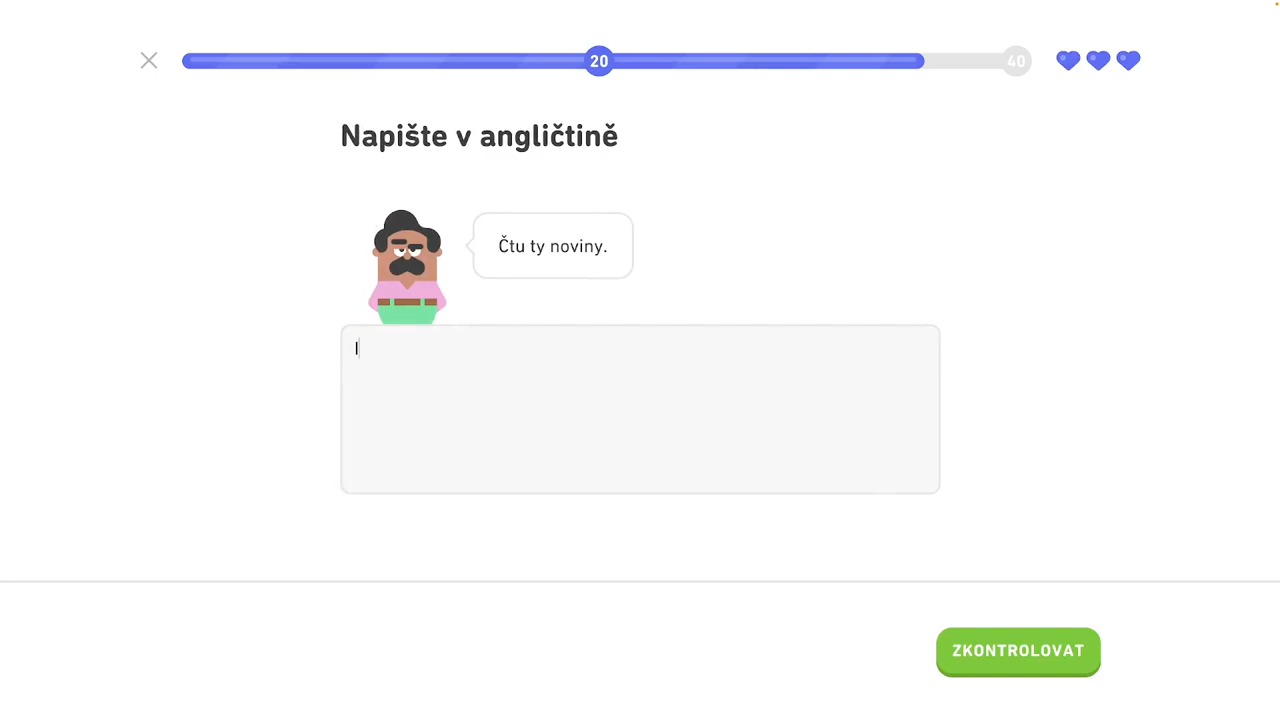 20
40
Napište v angličtině
Čtu ty noviny.
I
ZKONTROLOVAT